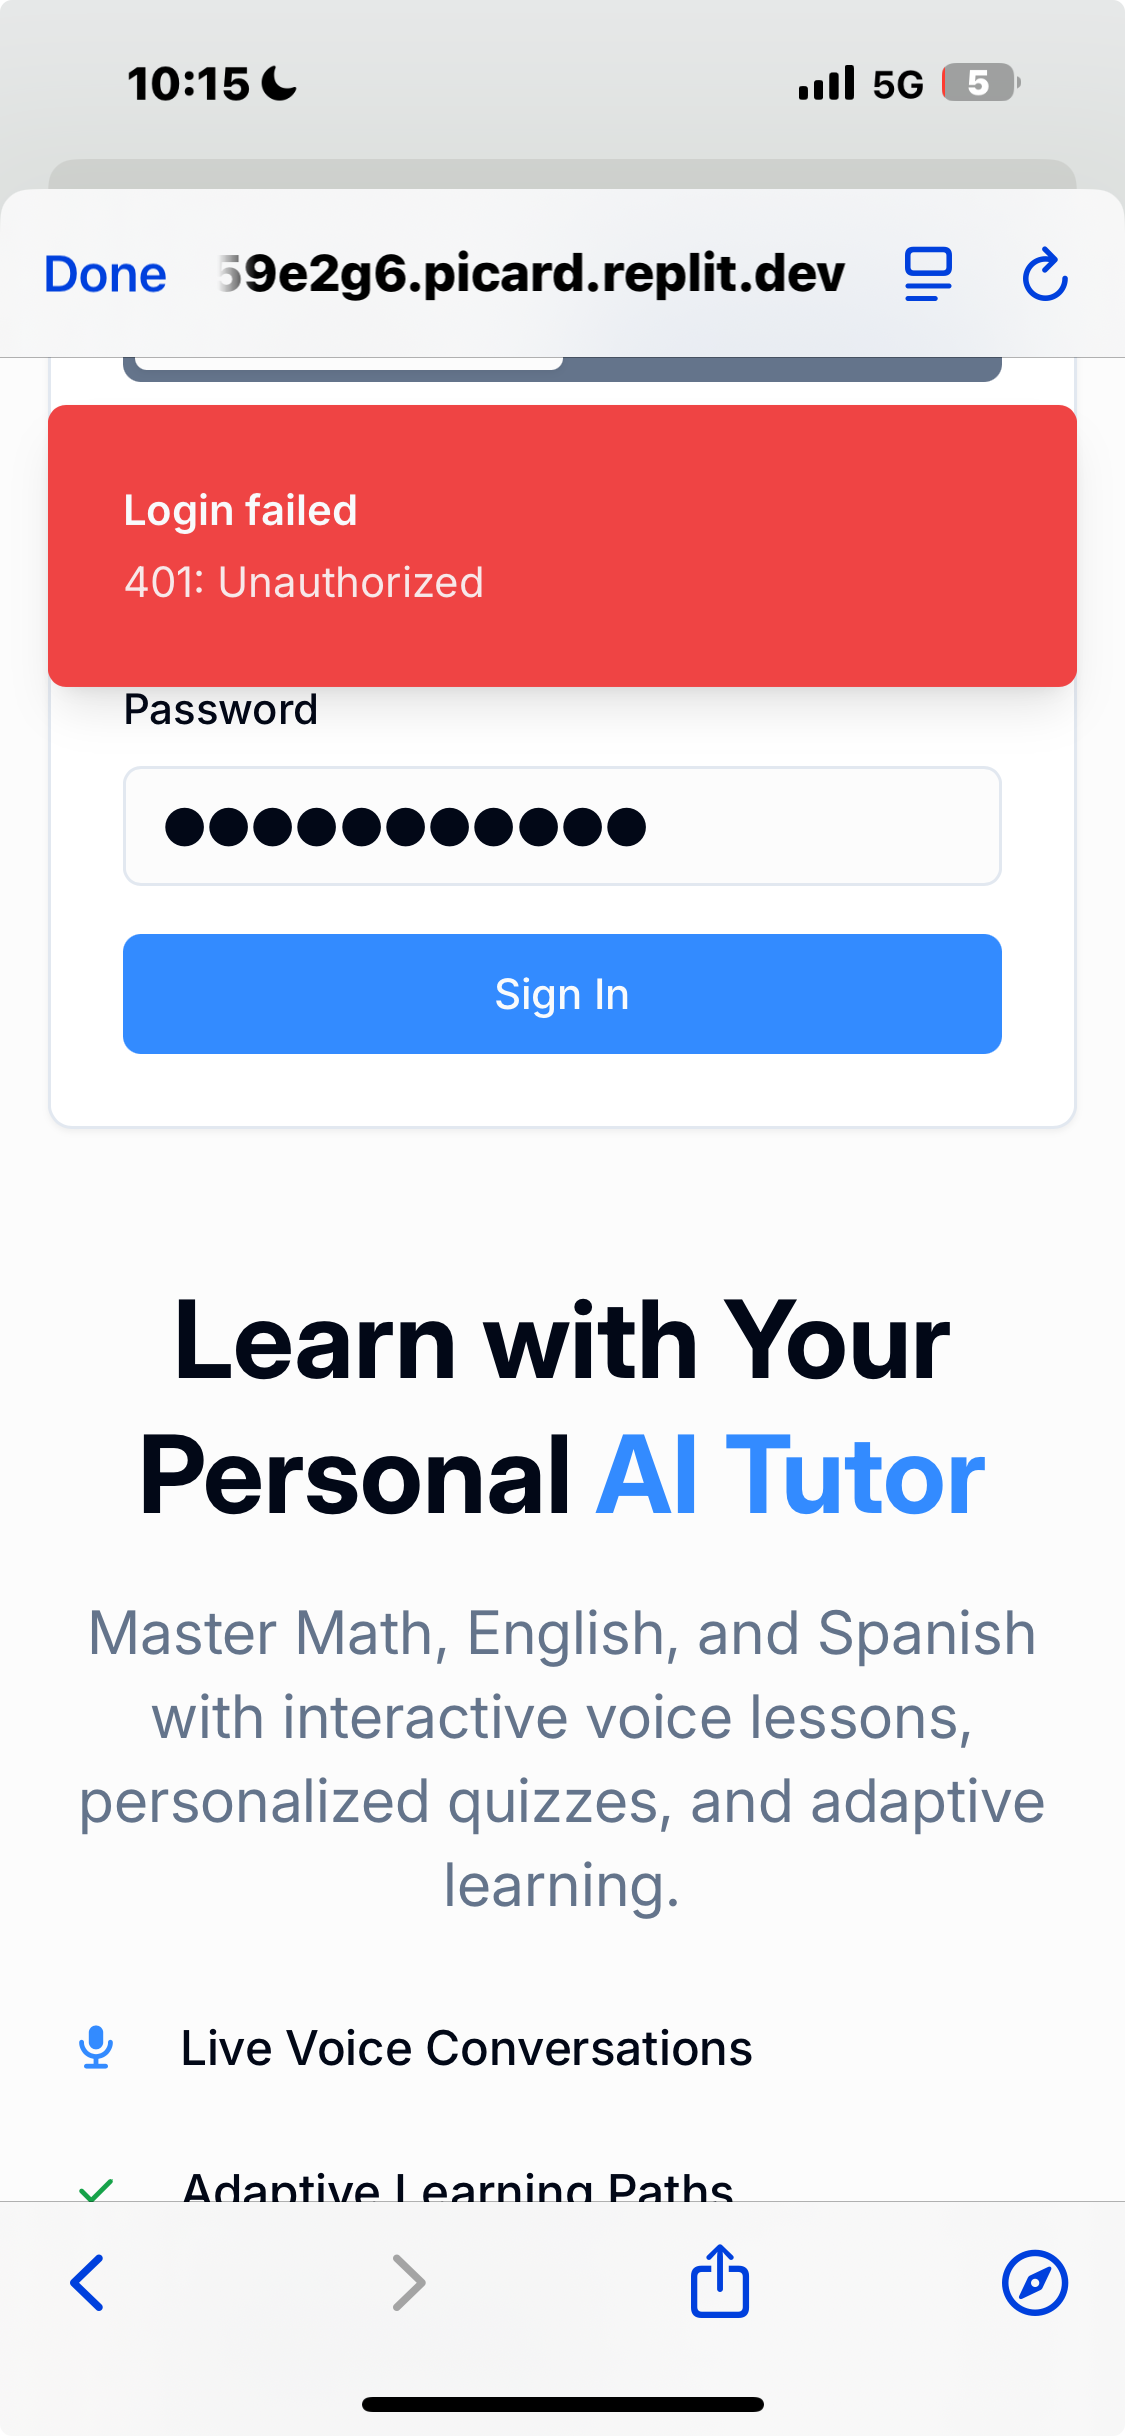 10:15
5G
5
Done
59e2g6.picard.replit.dev
Login failed
401: Unauthorized
Password
Sign In
Learn with Your
Personal AI Tutor
Master Math, English, and Spanish
with interactive voice lessons,
personalized quizzes, and adaptive
learning.
Live Voice Conversations
Adaptive Learning Paths